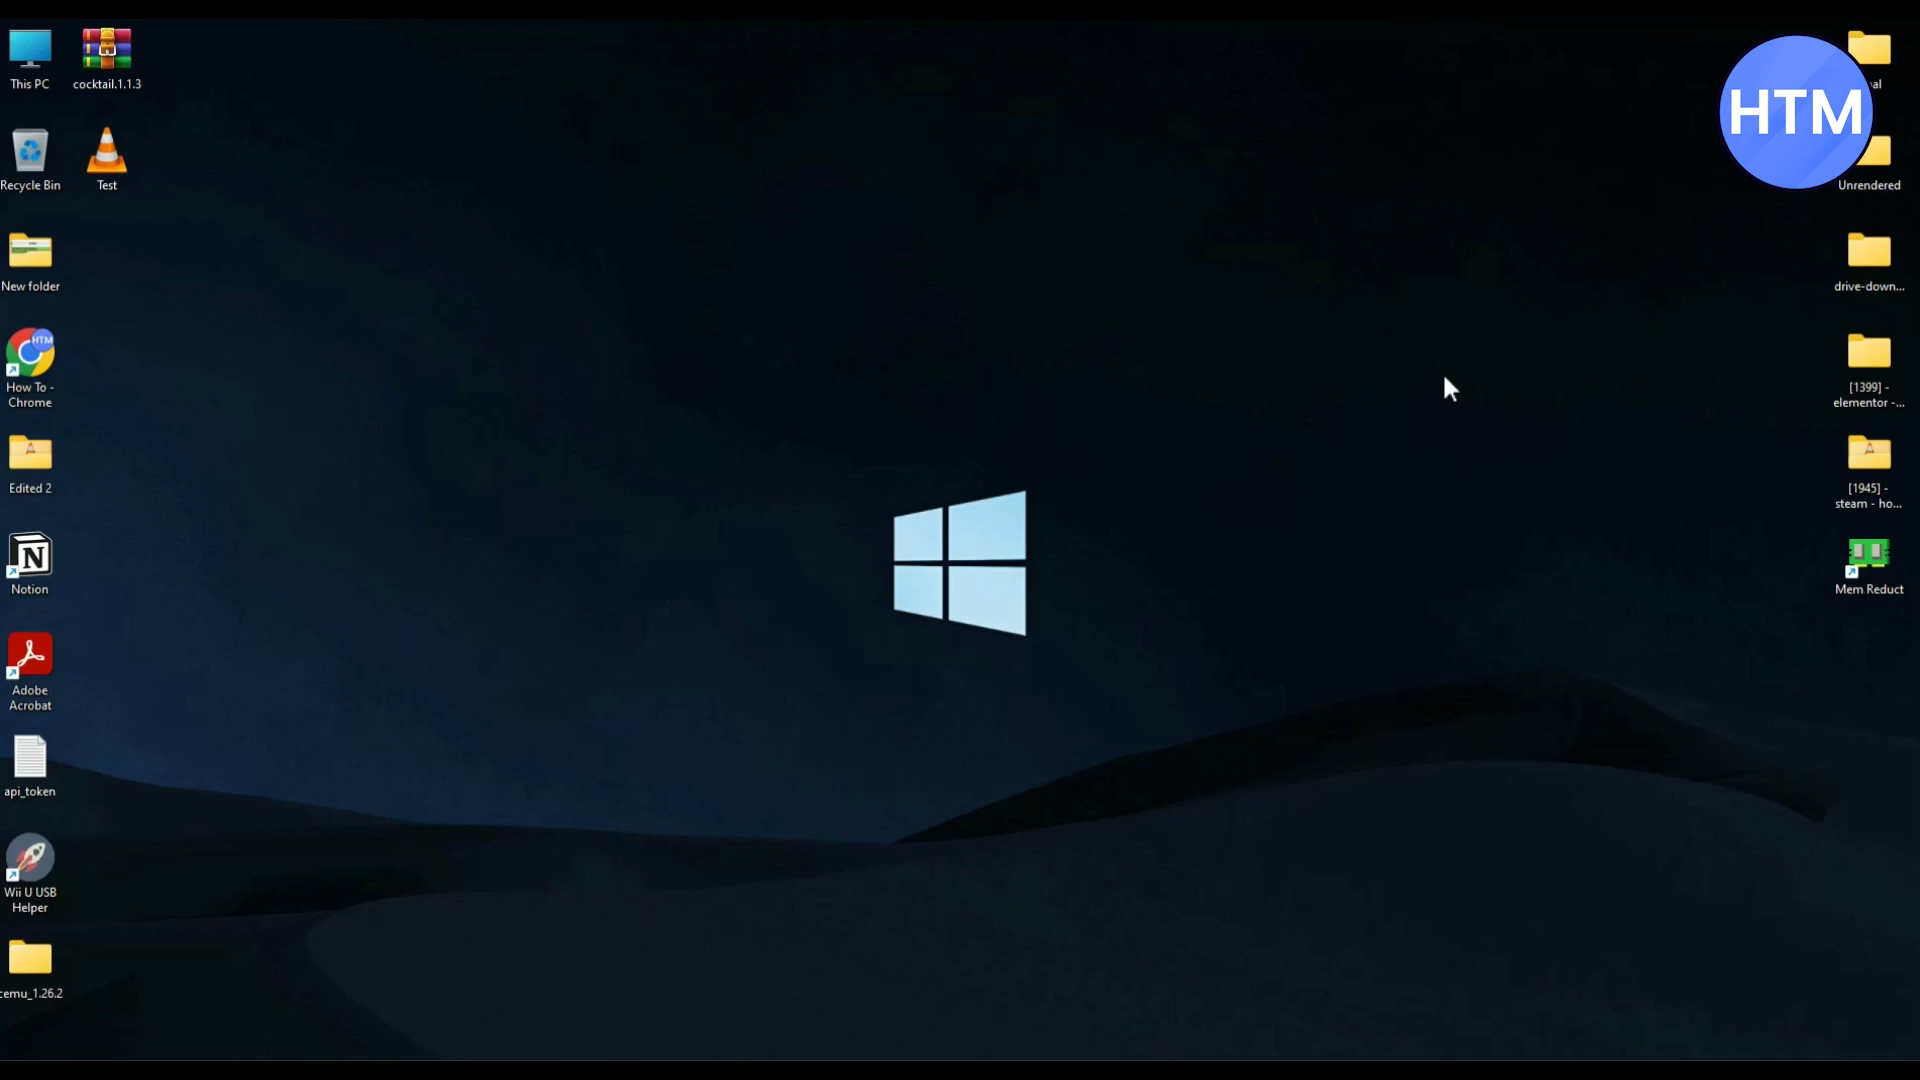 This PC
cocktail.1.1.3
Recycle Bin
Test
New folder
HTM
How To -
Chrome
Edited 2
N
Notion
Adobe
Acrobat
api_token
Wii U USB
Helper
cemu_1.26.2
HTM
Unrendered
drive-down...
[1399] -
elementor -...
[1945] -
steam - ho...
Mem Reduct